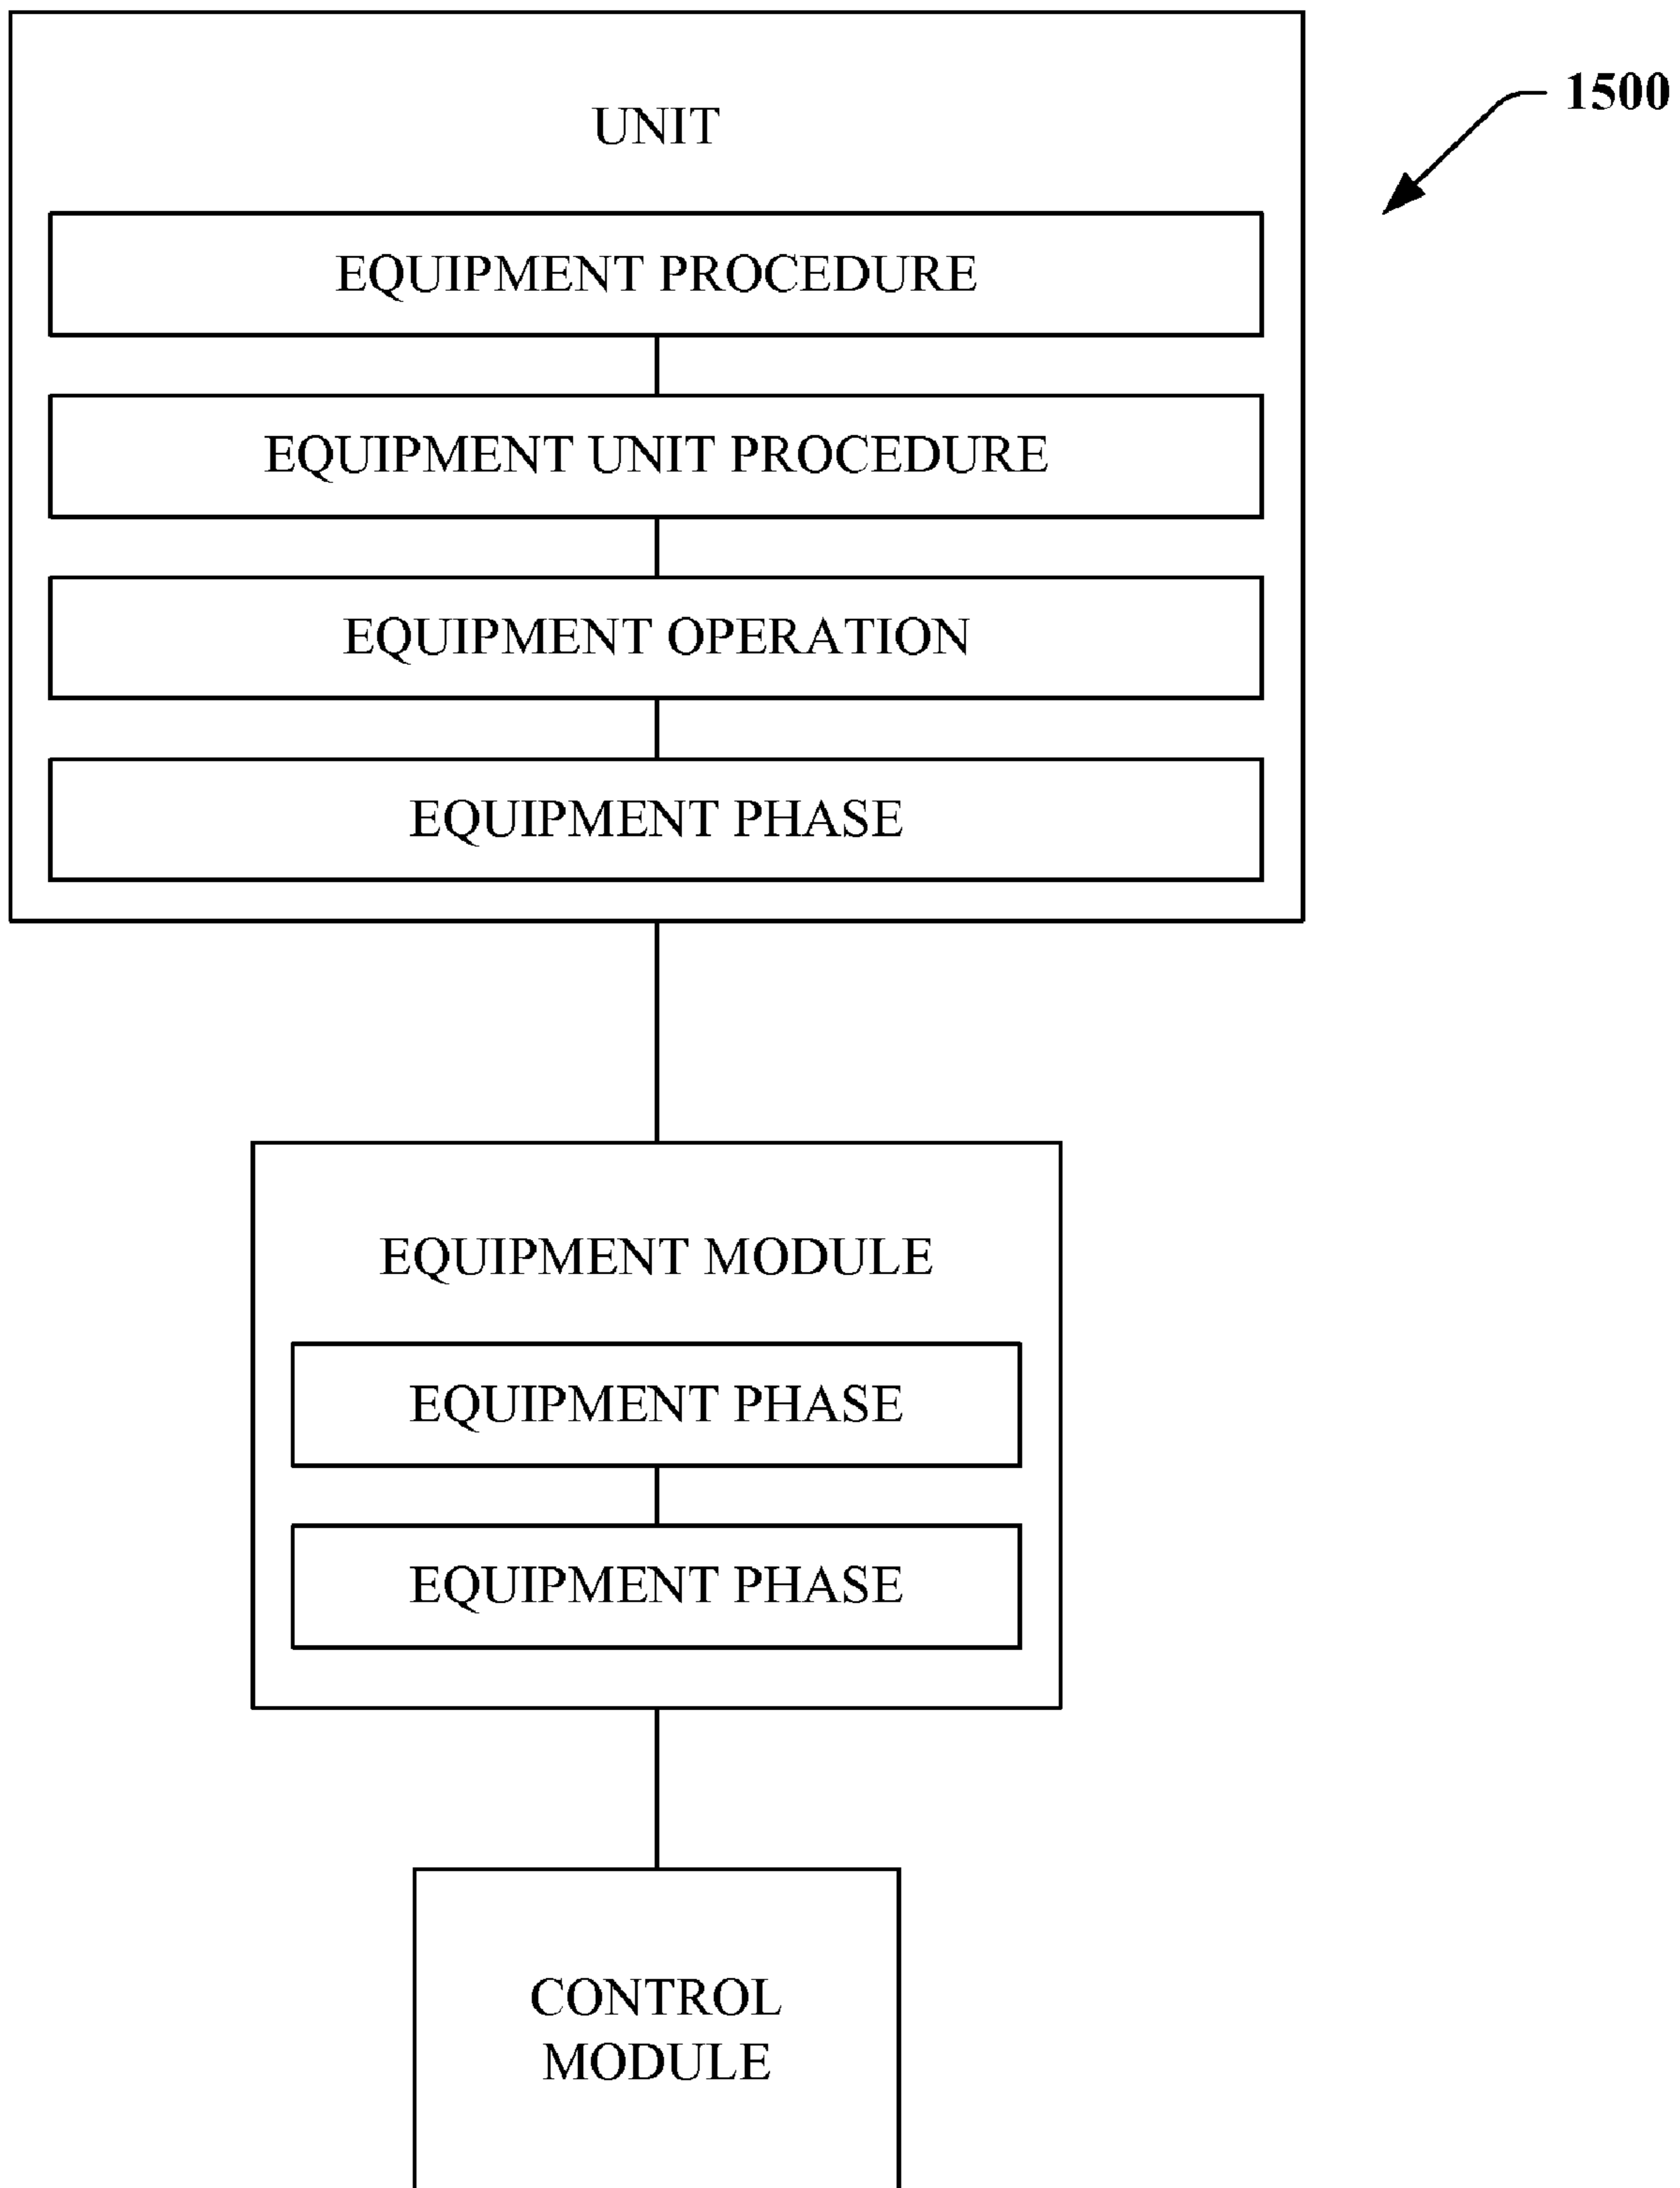 1500
UNIT
EQUIPMENT PROCEDURE
EQUIPMENT UNIT PROCEDURE
EQUIPMENT OPERATION
EQUIPMENT PHASE
EQUIPMENT MODULE
EQUIPMENT PHASE
EQUIPMENT PHASE
CONTROL
MODULE